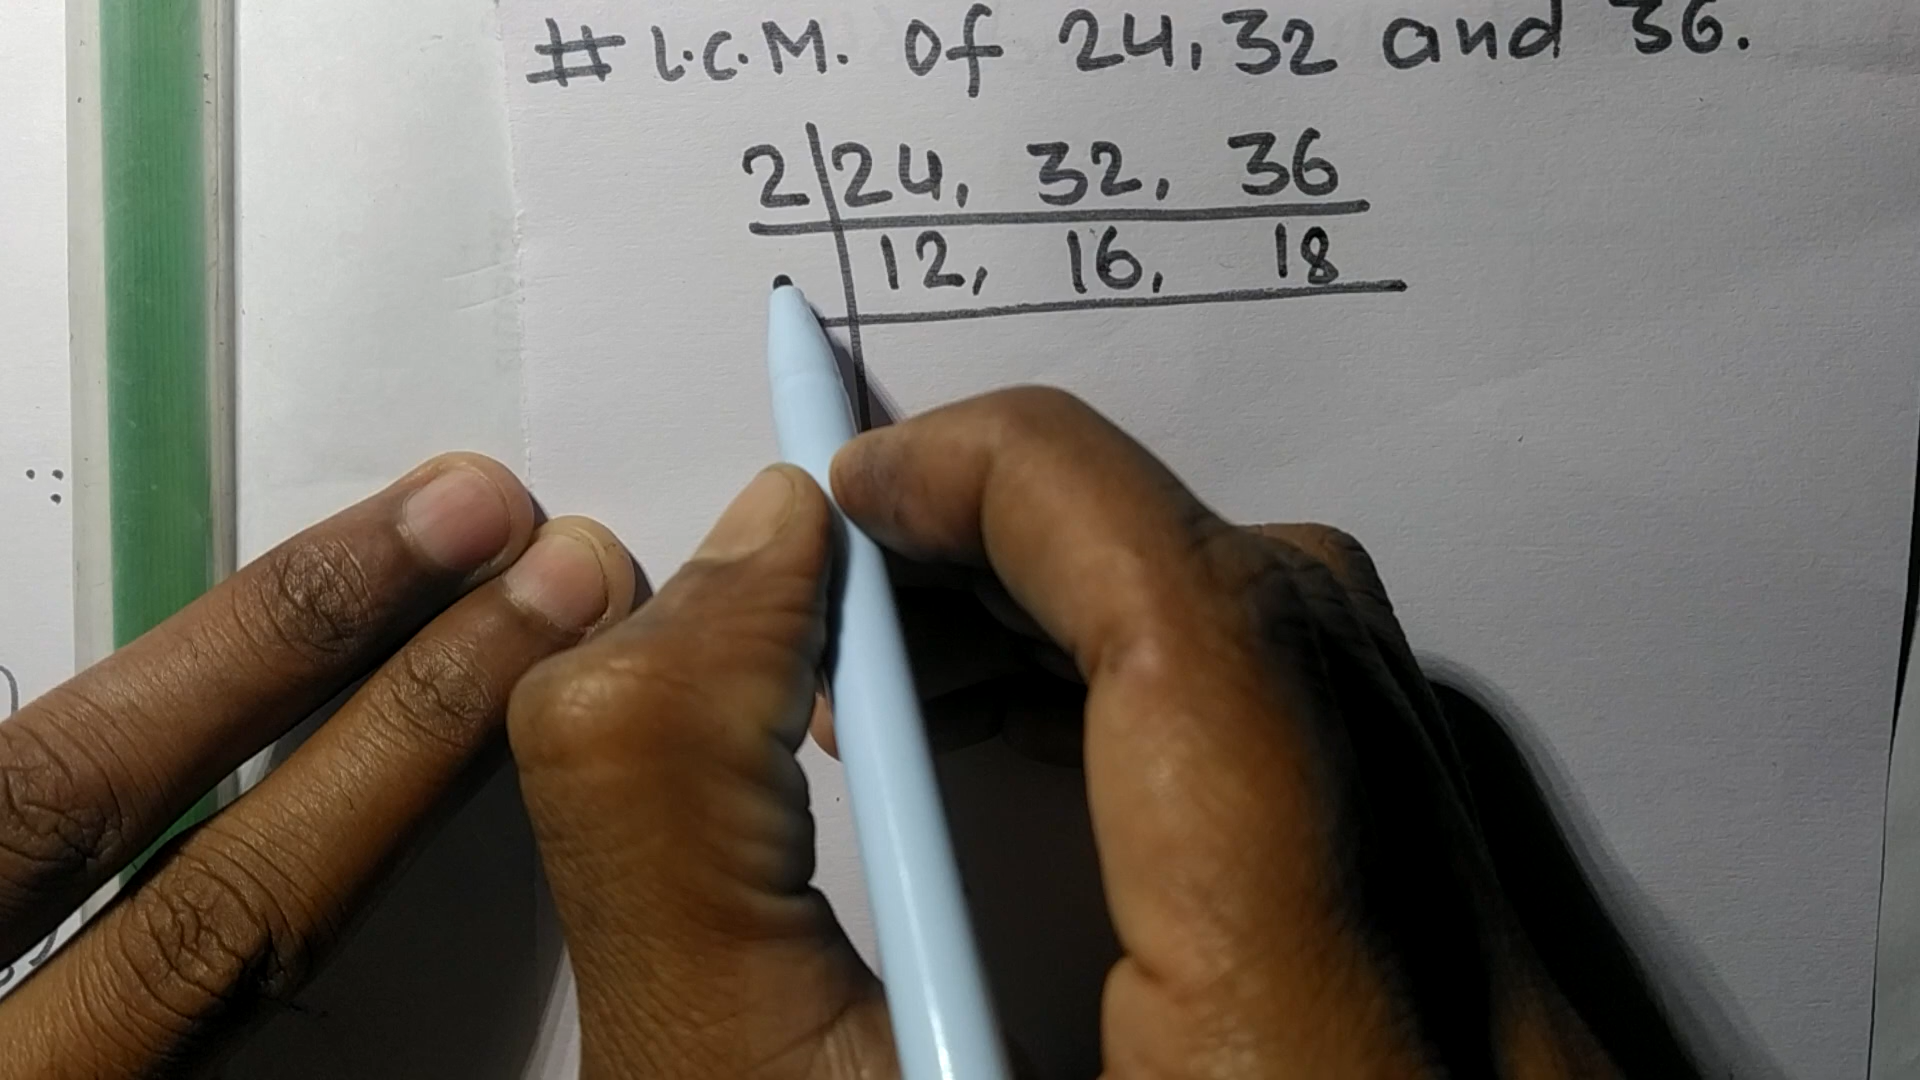 # L.C.M. of 24, 32 and 36.
2 | 24, 32, 36
12, 16, 18